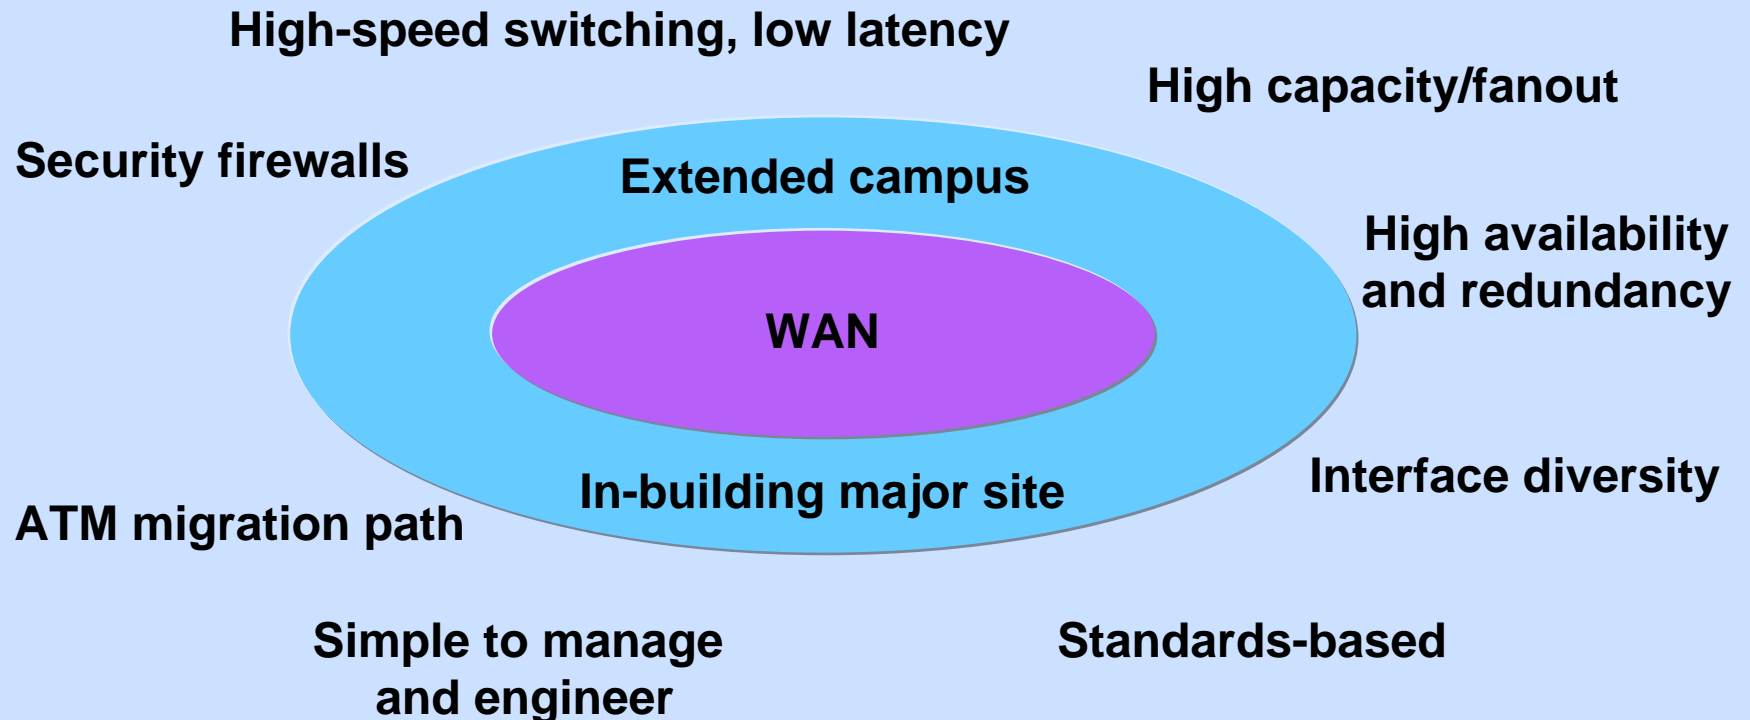 High-speed switching, low latency
High capacity/fanout
Security firewalls
Extended campus
High availability
and redundancy
WAN
Interface diversity
In-building major site
ATM migration path
Simple to manage
and engineer
Standards-based